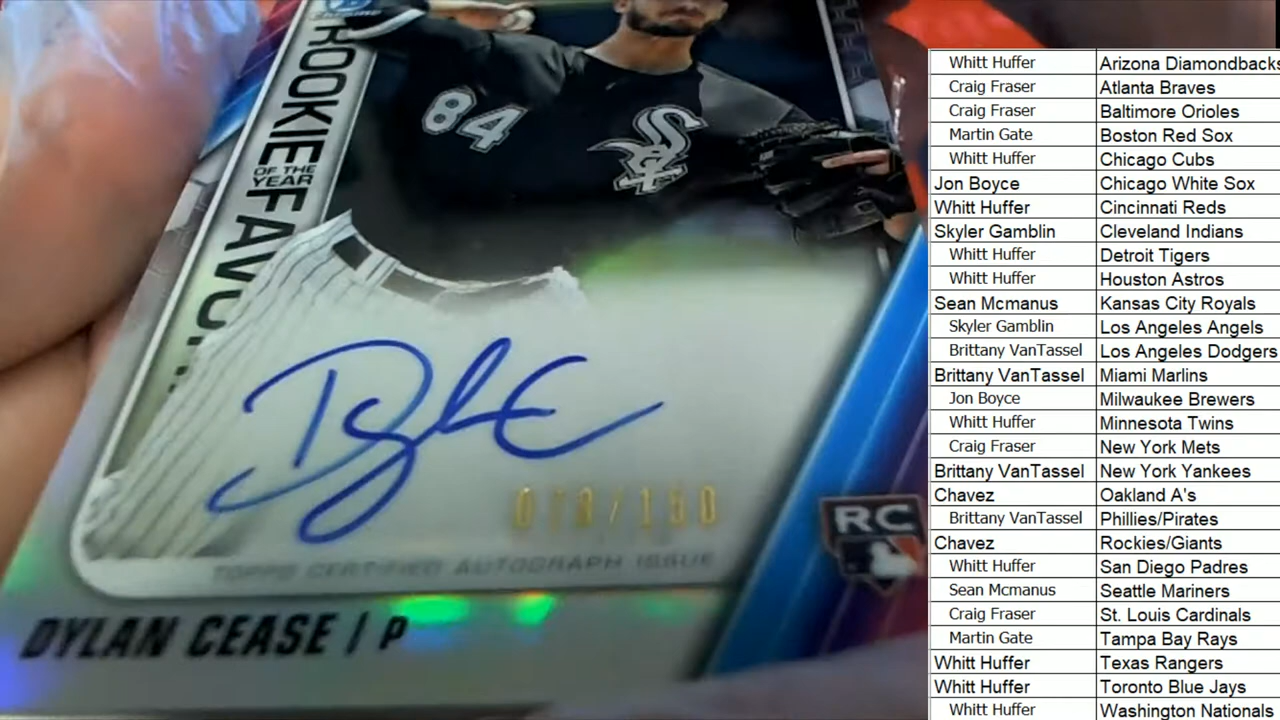 Chrome
ROOKIE
OF THE
YEAR
84
Sox
Dylan C
/150
TOPPS CERTIFIED AUTOGRAPH ISSUE
RC
DYLAN CEASE / P
Whitt Huffer Arizona Diamondbacks
Craig Fraser Atlanta Braves
Craig Fraser Baltimore Orioles
Martin Gate Boston Red Sox
Whitt Huffer Chicago Cubs
Jon Boyce Chicago White Sox
Whitt Huffer Cincinnati Reds
Skyler Gamblin Cleveland Indians
Whitt Huffer Detroit Tigers
Whitt Huffer Houston Astros
Sean Mcmanus Kansas City Royals
Skyler Gamblin Los Angeles Angels
Brittany VanTassel Los Angeles Dodgers
Brittany VanTassel Miami Marlins
Jon Boyce Milwaukee Brewers
Whitt Huffer Minnesota Twins
Craig Fraser New York Mets
Brittany VanTassel New York Yankees
Chavez Oakland A's
Brittany VanTassel Phillies/Pirates
Chavez Rockies/Giants
Whitt Huffer San Diego Padres
Sean Mcmanus Seattle Mariners
Craig Fraser St. Louis Cardinals
Martin Gate Tampa Bay Rays
Whitt Huffer Texas Rangers
Whitt Huffer Toronto Blue Jays
Whitt Huffer Washington Nationals